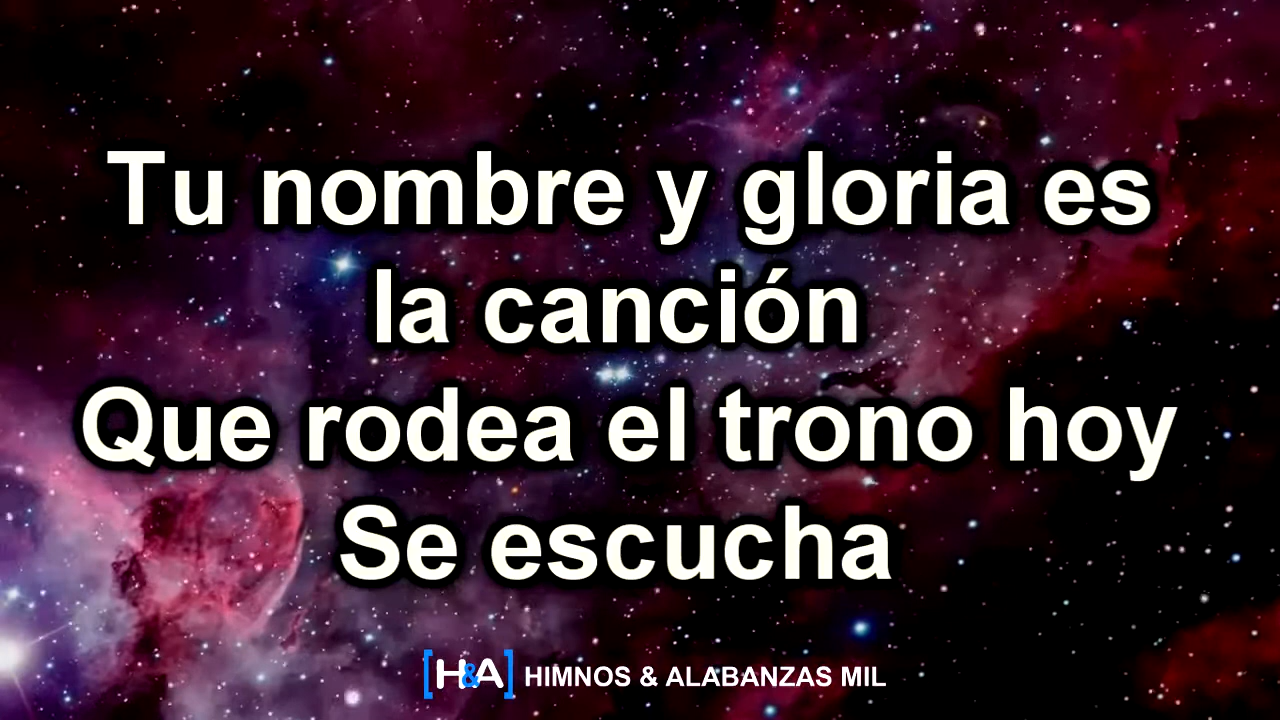 Tu nombre y gloria es
la canción
Que rodea el trono hoy
Se escucha
[H&A] HIMNOS & ALABANZAS MIL